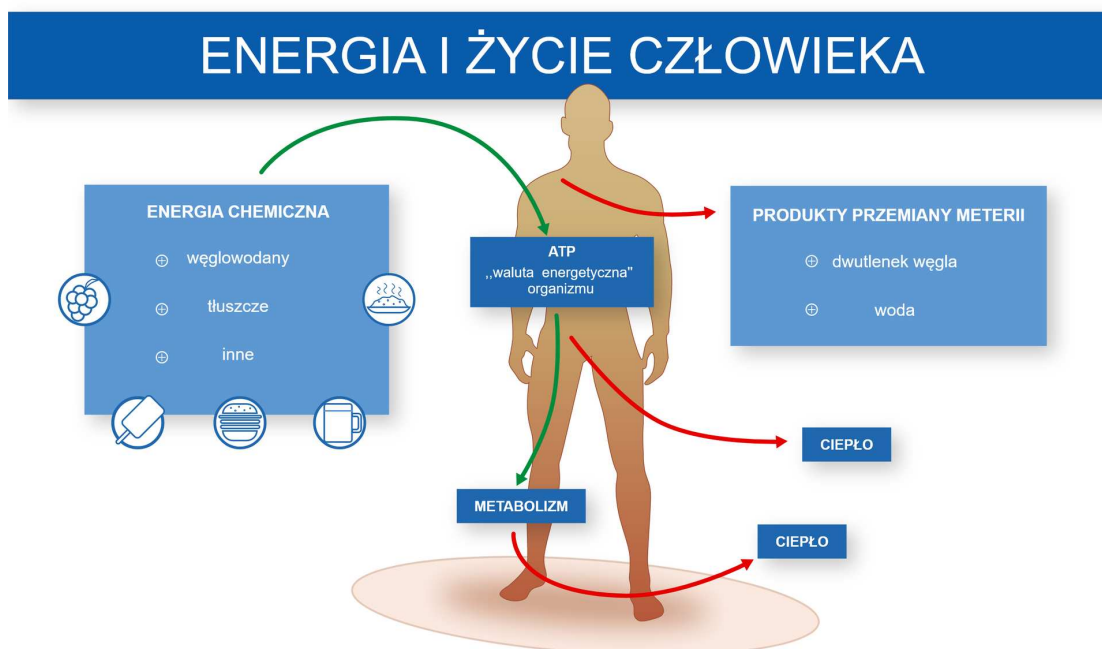 ENERGIA I ŻYCIE CZŁOWIEKA
ENERGIA CHEMICZNA
węglowodany
tłuszcze
inne
ATP
,,waluta energetyczna"
organizmu
PRODUKTY PRZEMIANY METERII
dwutlenek węgla
woda
CIEPŁO
METABOLIZM
CIEPŁO